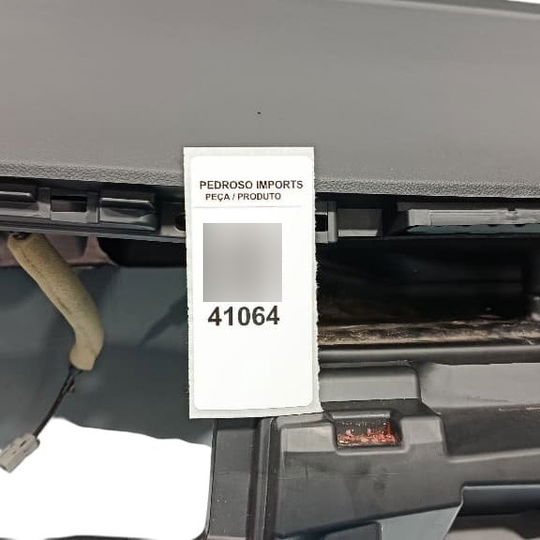 PEDROSO IMPORTS
PEÇA / PRODUTO
41064